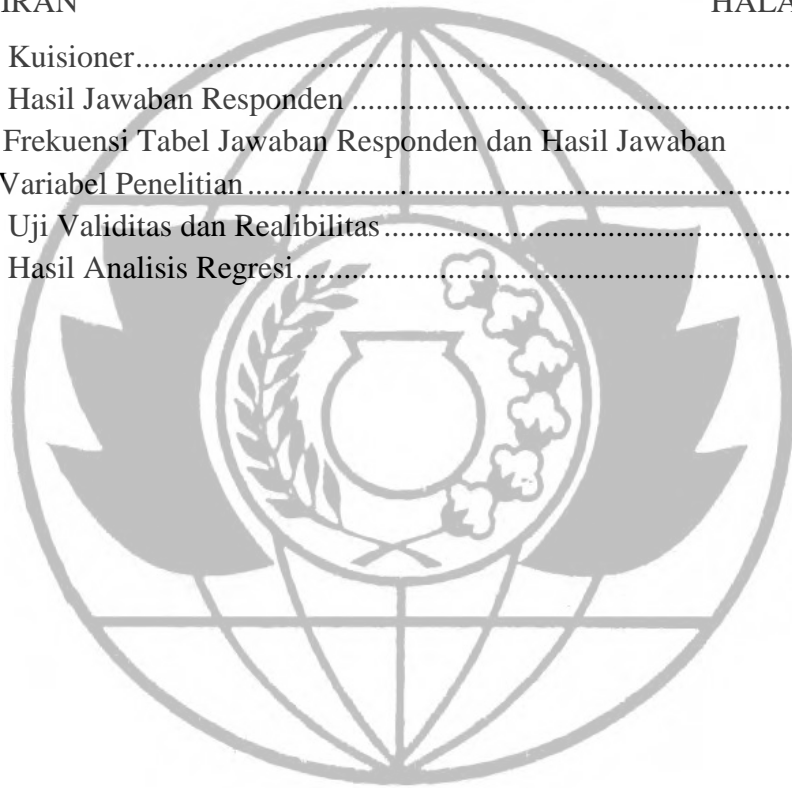 IRAN HALA
Kuisioner
Hasil Jawaban Responden
Frekuensi Tabel Jawaban Responden dan Hasil Jawaban
Variabel Penelitian
Uji Validitas dan Realibilitas
Hasil Analisis Regresi